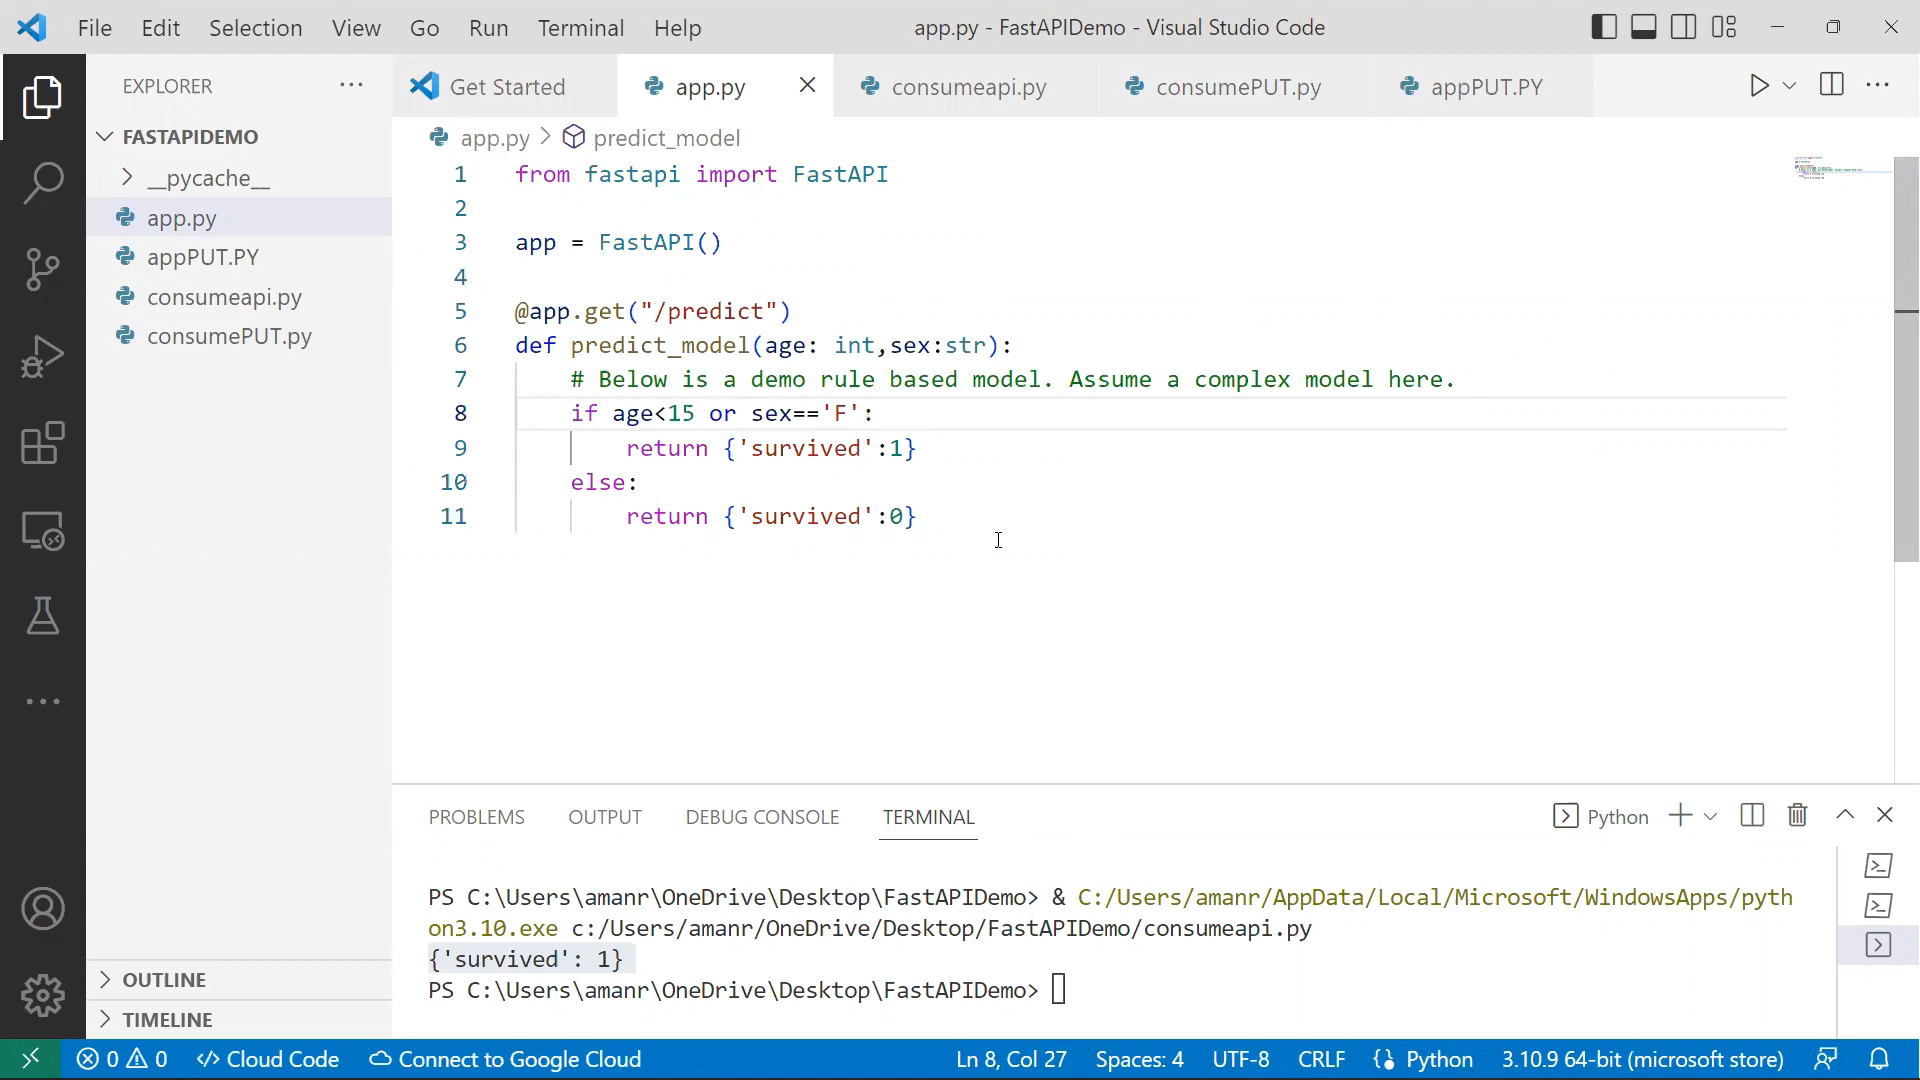 File Edit Selection View Go Run Terminal Help app.py - FastAPIDemo - Visual Studio Code
EXPLORER
FASTAPIDEMO
__pycache__
app.py
appPUT.PY
consumeapi.py
consumePUT.py
OUTLINE
TIMELINE
Get Started app.py consumeapi.py consumePUT.py appPUT.PY
app.py > predict_model
1 from fastapi import FastAPI
2
3 app = FastAPI()
4
5 @app.get("/predict")
6 def predict_model(age: int,sex:str):
7 # Below is a demo rule based model. Assume a complex model here.
8 if age<15 or sex=='F':
9 return {'survived':1}
10 else:
11 return {'survived':0}
PROBLEMS OUTPUT DEBUG CONSOLE TERMINAL Python
PS C:\Users\amanr\OneDrive\Desktop\FastAPIDemo> & C:/Users/amanr/AppData/Local/Microsoft/WindowsApps/pyth
on3.10.exe c:/Users/amanr/OneDrive/Desktop/FastAPIDemo/consumeapi.py
{'survived': 1}
PS C:\Users\amanr\OneDrive\Desktop\FastAPIDemo>
0 0 Cloud Code Connect to Google Cloud Ln 8, Col 27 Spaces: 4 UTF-8 CRLF Python 3.10.9 64-bit (microsoft store)